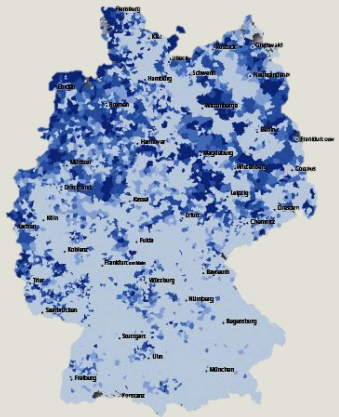 Flensburg
Kiel
Rostock
Greifswald
Lübeck
Schwerin
Neubrandenburg
Hamburg
Emden
Bremen
Wittenberge
Berlin
Hannover
Frankfurt Oder
Magdeburg
Münster
Wittenberg
Cottbus
Dortmund
Leipzig
Kassel
Dresden
Erfurt
Köln
Chemnitz
Aachen
Fulda
Koblenz
Frankfurt am Main
Bayreuth
Trier
Würzburg
Nürnberg
Saarbrücken
Regensburg
Stuttgart
Ulm
München
Freiburg
Konstanz